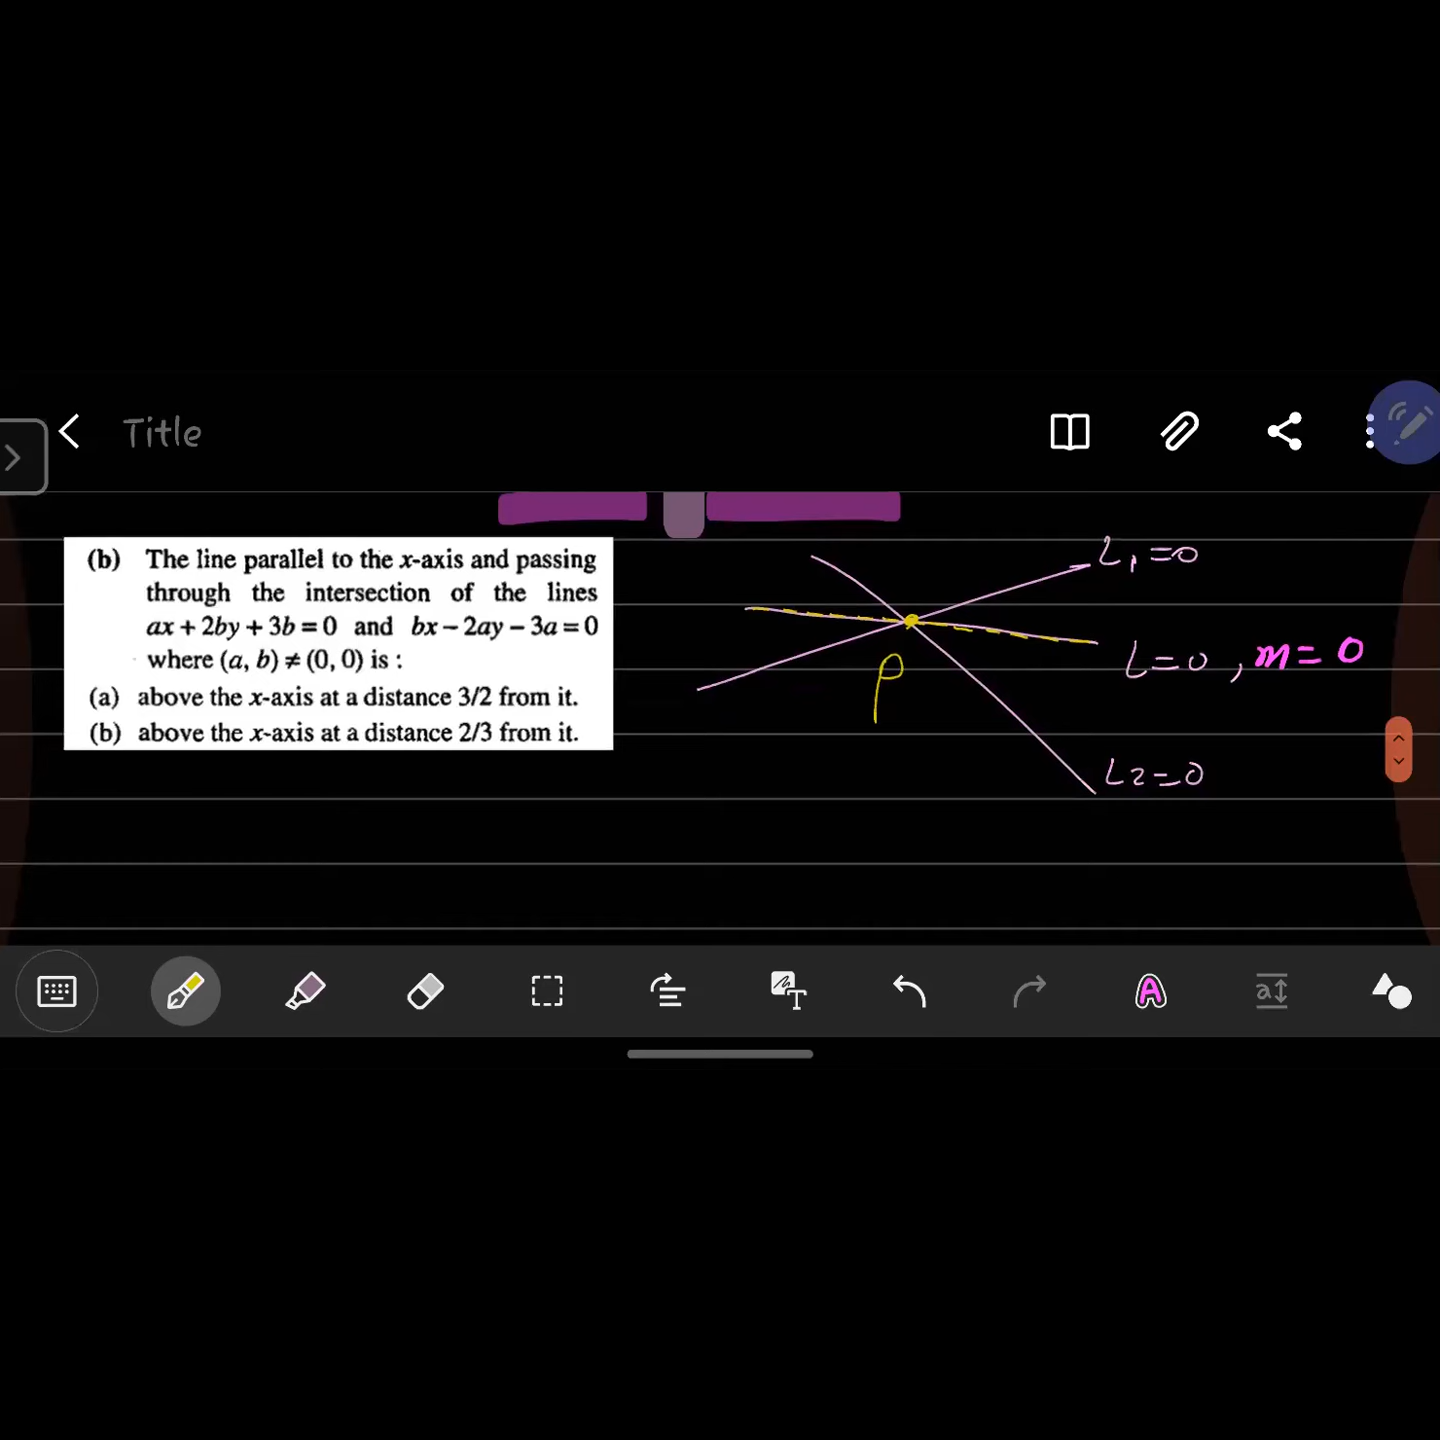 Title
(b) The line parallel to the x-axis and passing
through the intersection of the lines
ax + 2by + 3b = 0 and bx − 2ay − 3a = 0
where (a, b) ≠ (0, 0) is :
(a) above the x-axis at a distance 3/2 from it.
(b) above the x-axis at a distance 2/3 from it.
L1=0
L=0 , m=0
P
L2=0